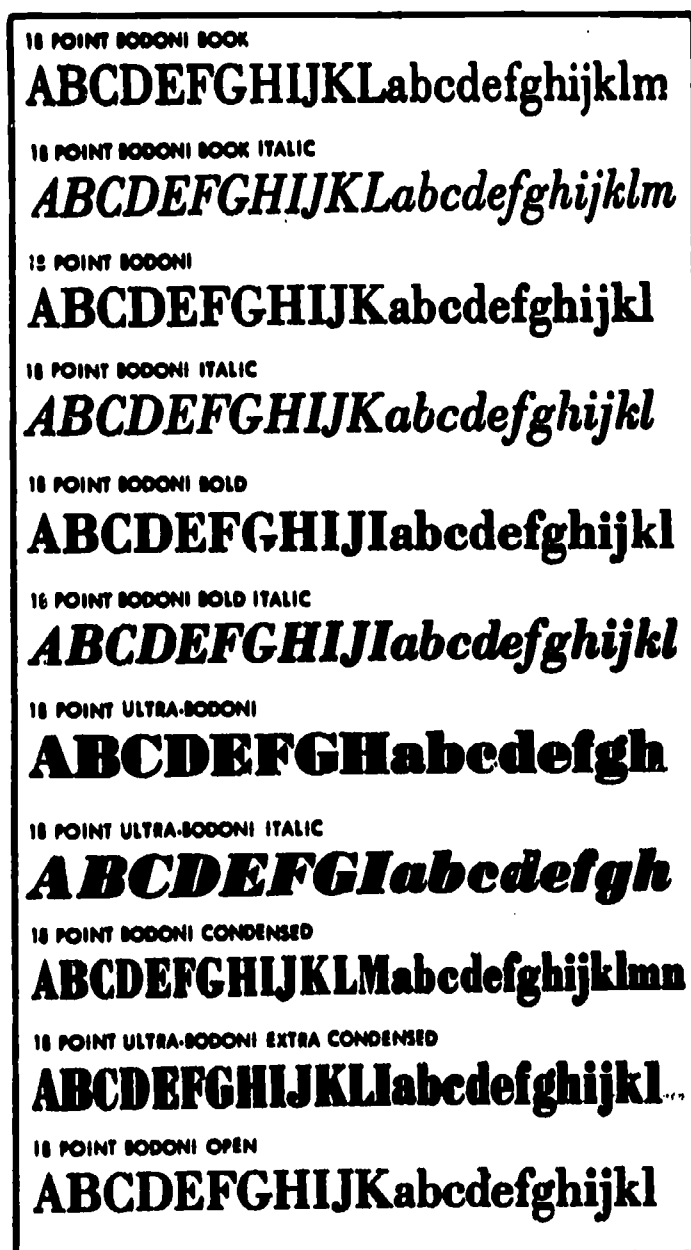 18 POINT BODONI BOOK
ABCDEFGHIJKLabcdefghijklm
18 POINT BODONI BOOK ITALIC
ABCDEFGHIJKLabcdefghijklm
18 POINT BODONI
ABCDEFGHIJKabcdefghijkl
18 POINT BODONI ITALIC
ABCDEFGHIJKabcdefghijkl
18 POINT BODONI BOLD
ABCDEFGHIJIabcdefghijkl
18 POINT BODONI BOLD ITALIC
ABCDEFGHIJIabcdefghijkl
18 POINT ULTRA-BODONI
ABCDEFGHabcdefgh
18 POINT ULTRA-BODONI ITALIC
ABCDEFGIabcdefgh
18 POINT BODONI CONDENSED
ABCDEFGHIJKLMabcdefghijklmn
18 POINT ULTRA-BODONI EXTRA CONDENSED
ABCDEFGHIJKLIabcdefghijkl
18 POINT BODONI OPEN
ABCDEFGHIJKabcdefghijkl